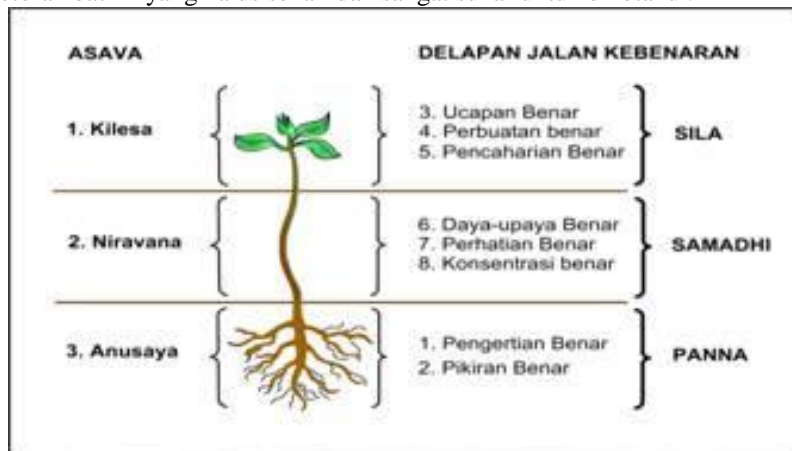 ASAVA
DELAPAN JALAN KEBENARAN
1. Kilesa
3. Ucapan Benar
4. Perbuatan benar
5. Pencaharian Benar
SILA
2. Niravana
6. Daya-upaya Benar
7. Perhatian Benar
8. Konsentrasi benar
SAMADHI
3. Anusaya
1. Pengertian Benar
2. Pikiran Benar
PANNA